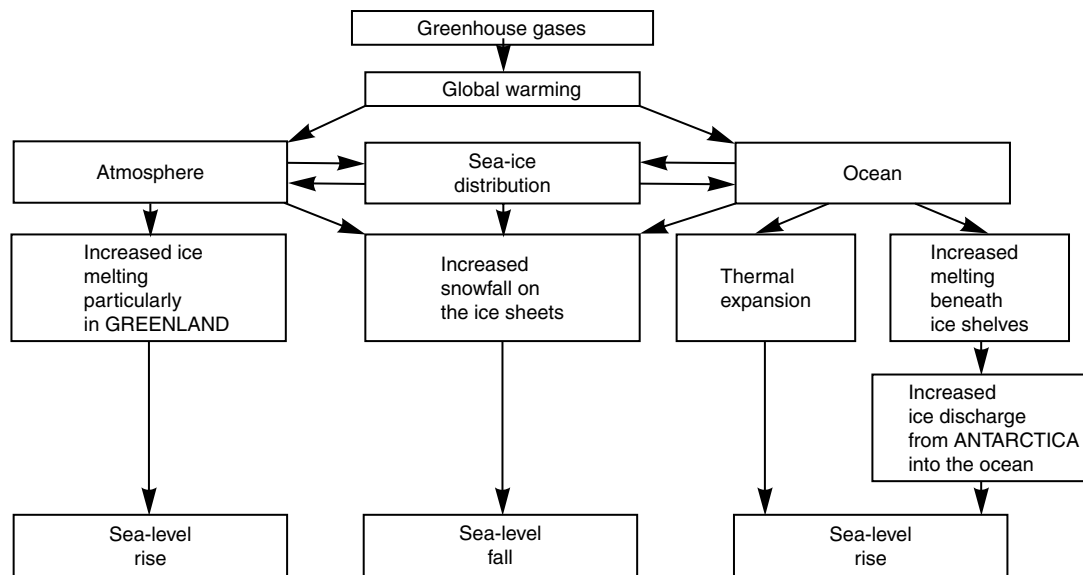 Greenhouse gases
Global warming
Atmosphere
Sea-ice
distribution
Ocean
Increased ice
melting
particularly
in GREENLAND
Increased
snowfall on
the ice sheets
Thermal
expansion
Increased
melting
beneath
ice shelves
Increased
ice discharge
from ANTARCTICA
into the ocean
Sea-level
rise
Sea-level
fall
Sea-level
rise